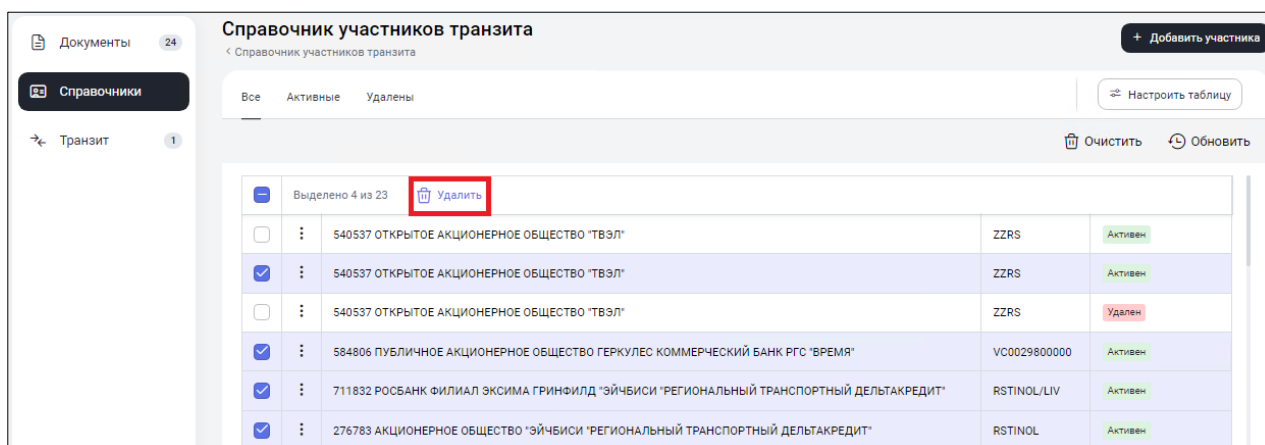 Документы 24
Справочники
Транзит 1
Справочник участников транзита
< Справочник участников транзита
+ Добавить участника
Все Активные Удалены
Настроить таблицу
Очистить Обновить
Выделено 4 из 23 Удалить
540537 ОТКРЫТОЕ АКЦИОНЕРНОЕ ОБЩЕСТВО "ТВЭЛ" ZZRS Активен
540537 ОТКРЫТОЕ АКЦИОНЕРНОЕ ОБЩЕСТВО "ТВЭЛ" ZZRS Активен
540537 ОТКРЫТОЕ АКЦИОНЕРНОЕ ОБЩЕСТВО "ТВЭЛ" ZZRS Удален
584806 ПУБЛИЧНОЕ АКЦИОНЕРНОЕ ОБЩЕСТВО ГЕРКУЛЕС КОММЕРЧЕСКИЙ БАНК РГС "ВРЕМЯ" VC0029800000 Активен
711832 РОСБАНК ФИЛИАЛ ЭКСИМА ГРИНФИЛД "ЭЙЧБИСИ "РЕГИОНАЛЬНЫЙ ТРАНСПОРТНЫЙ ДЕЛЬТАКРЕДИТ" RSTINOL/LIV Активен
276783 АКЦИОНЕРНОЕ ОБЩЕСТВО "ЭЙЧБИСИ "РЕГИОНАЛЬНЫЙ ТРАНСПОРТНЫЙ ДЕЛЬТАКРЕДИТ" RSTINOL Активен